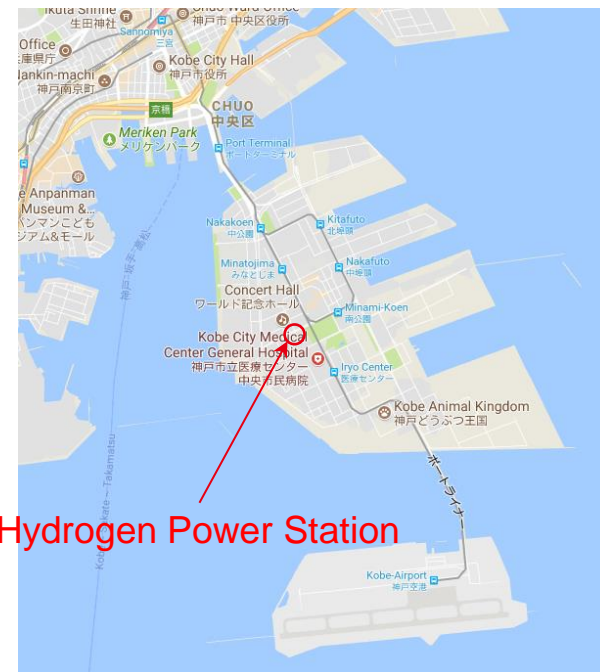 Ikuta Shrine
生田神社
Chuo Ward Office
神戸市 中央区役所
Sannomiya
三宮
Office
兵庫県庁
Kobe City Hall
神戸市役所
Nankin-machi
神戸南京町
京橋
CHUO
中央区
Meriken Park
メリケンパーク
Port Terminal
ポートターミナル
e Anpanman
Museum &...
パンマンこども
ジアム&モール
神戸-坂手-高松
Nakakoen
中公園
Kitafuto
北埠頭
Minatojima
みなとじま
Nakafuto
中埠頭
Concert Hall
ワールド記念ホール
Minami-Koen
南公園
Kobe City Medical
Center General Hospital
神戸市立医療センター
中央市民病院
Iryo Center
医療センター
Kobe Animal Kingdom
神戸どうぶつ王国
ポートライナー
Sakate – Takamatsu
Hydrogen Power Station
Kobe-Airport
神戸空港